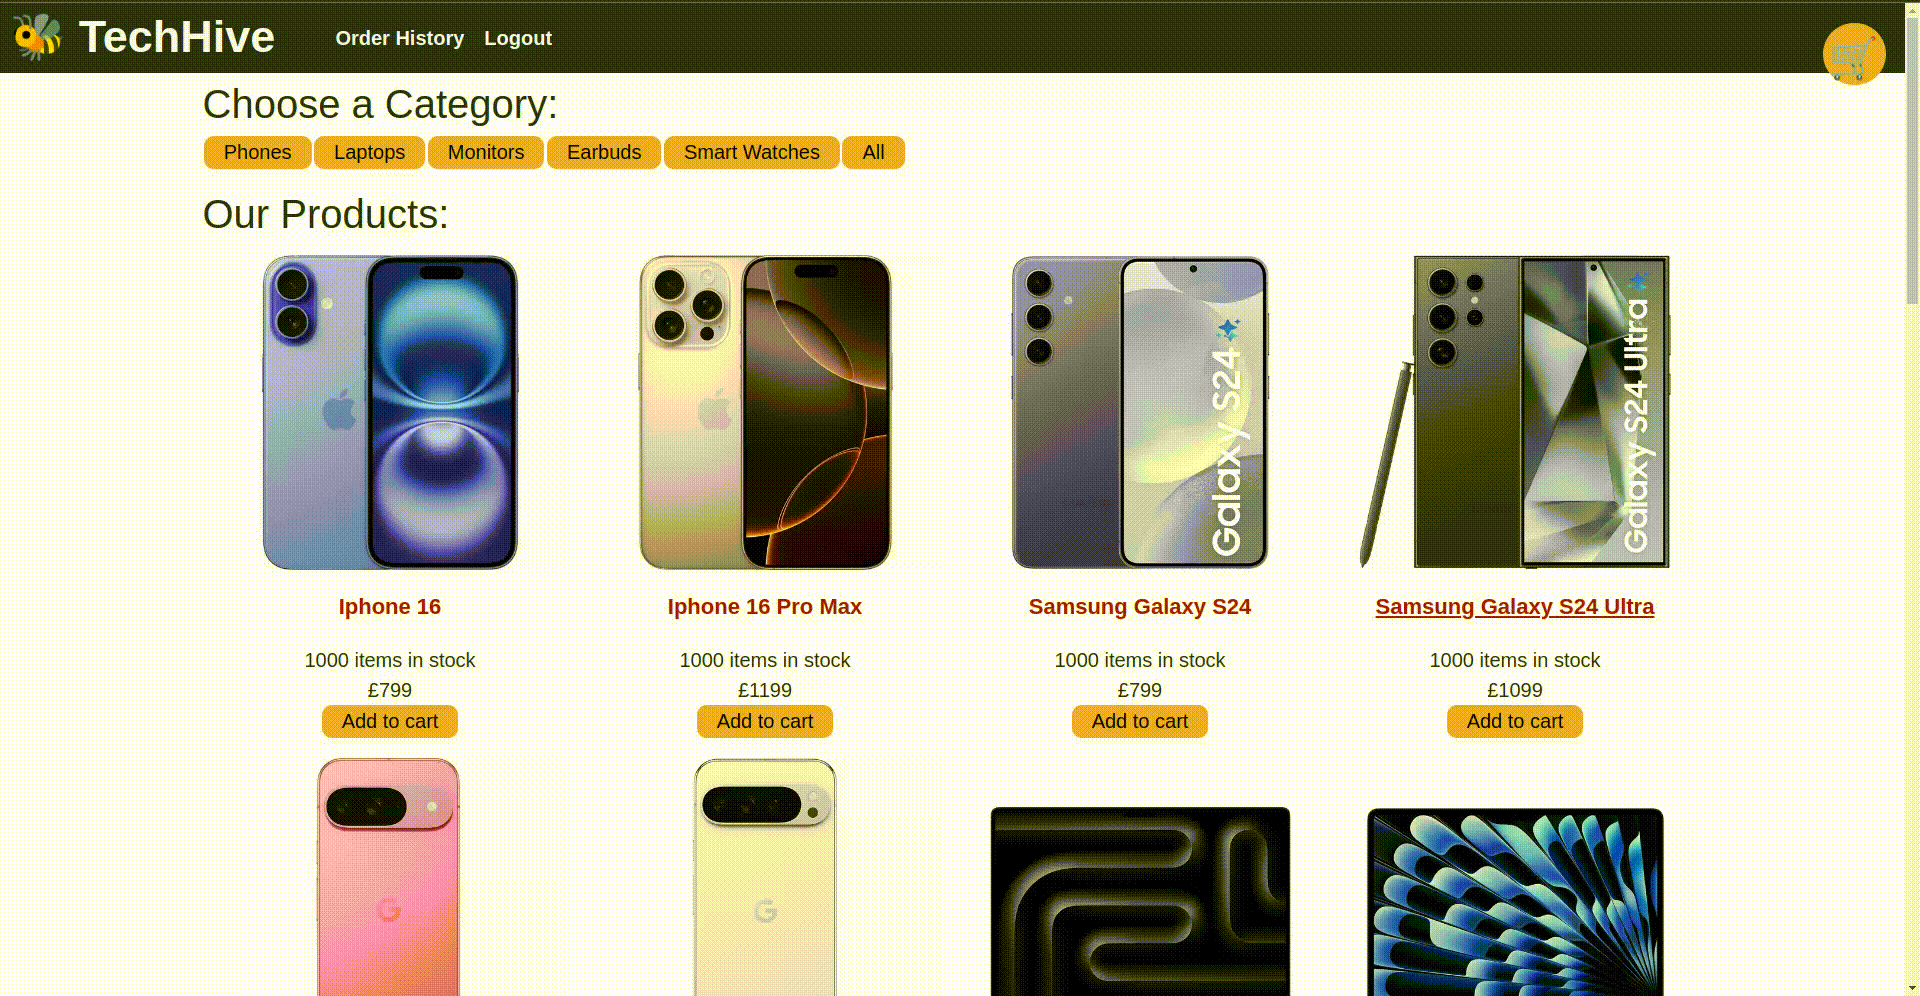 TechHive
Order History Logout
Choose a Category:
Phones Laptops Monitors Earbuds Smart Watches All
Our Products:
Galaxy S24
Galaxy S24 Ultra
Iphone 16 Iphone 16 Pro Max Samsung Galaxy S24 Samsung Galaxy S24 Ultra
1000 items in stock 1000 items in stock 1000 items in stock 1000 items in stock
£799 £1199 £799 £1099
Add to cart Add to cart Add to cart Add to cart
G G